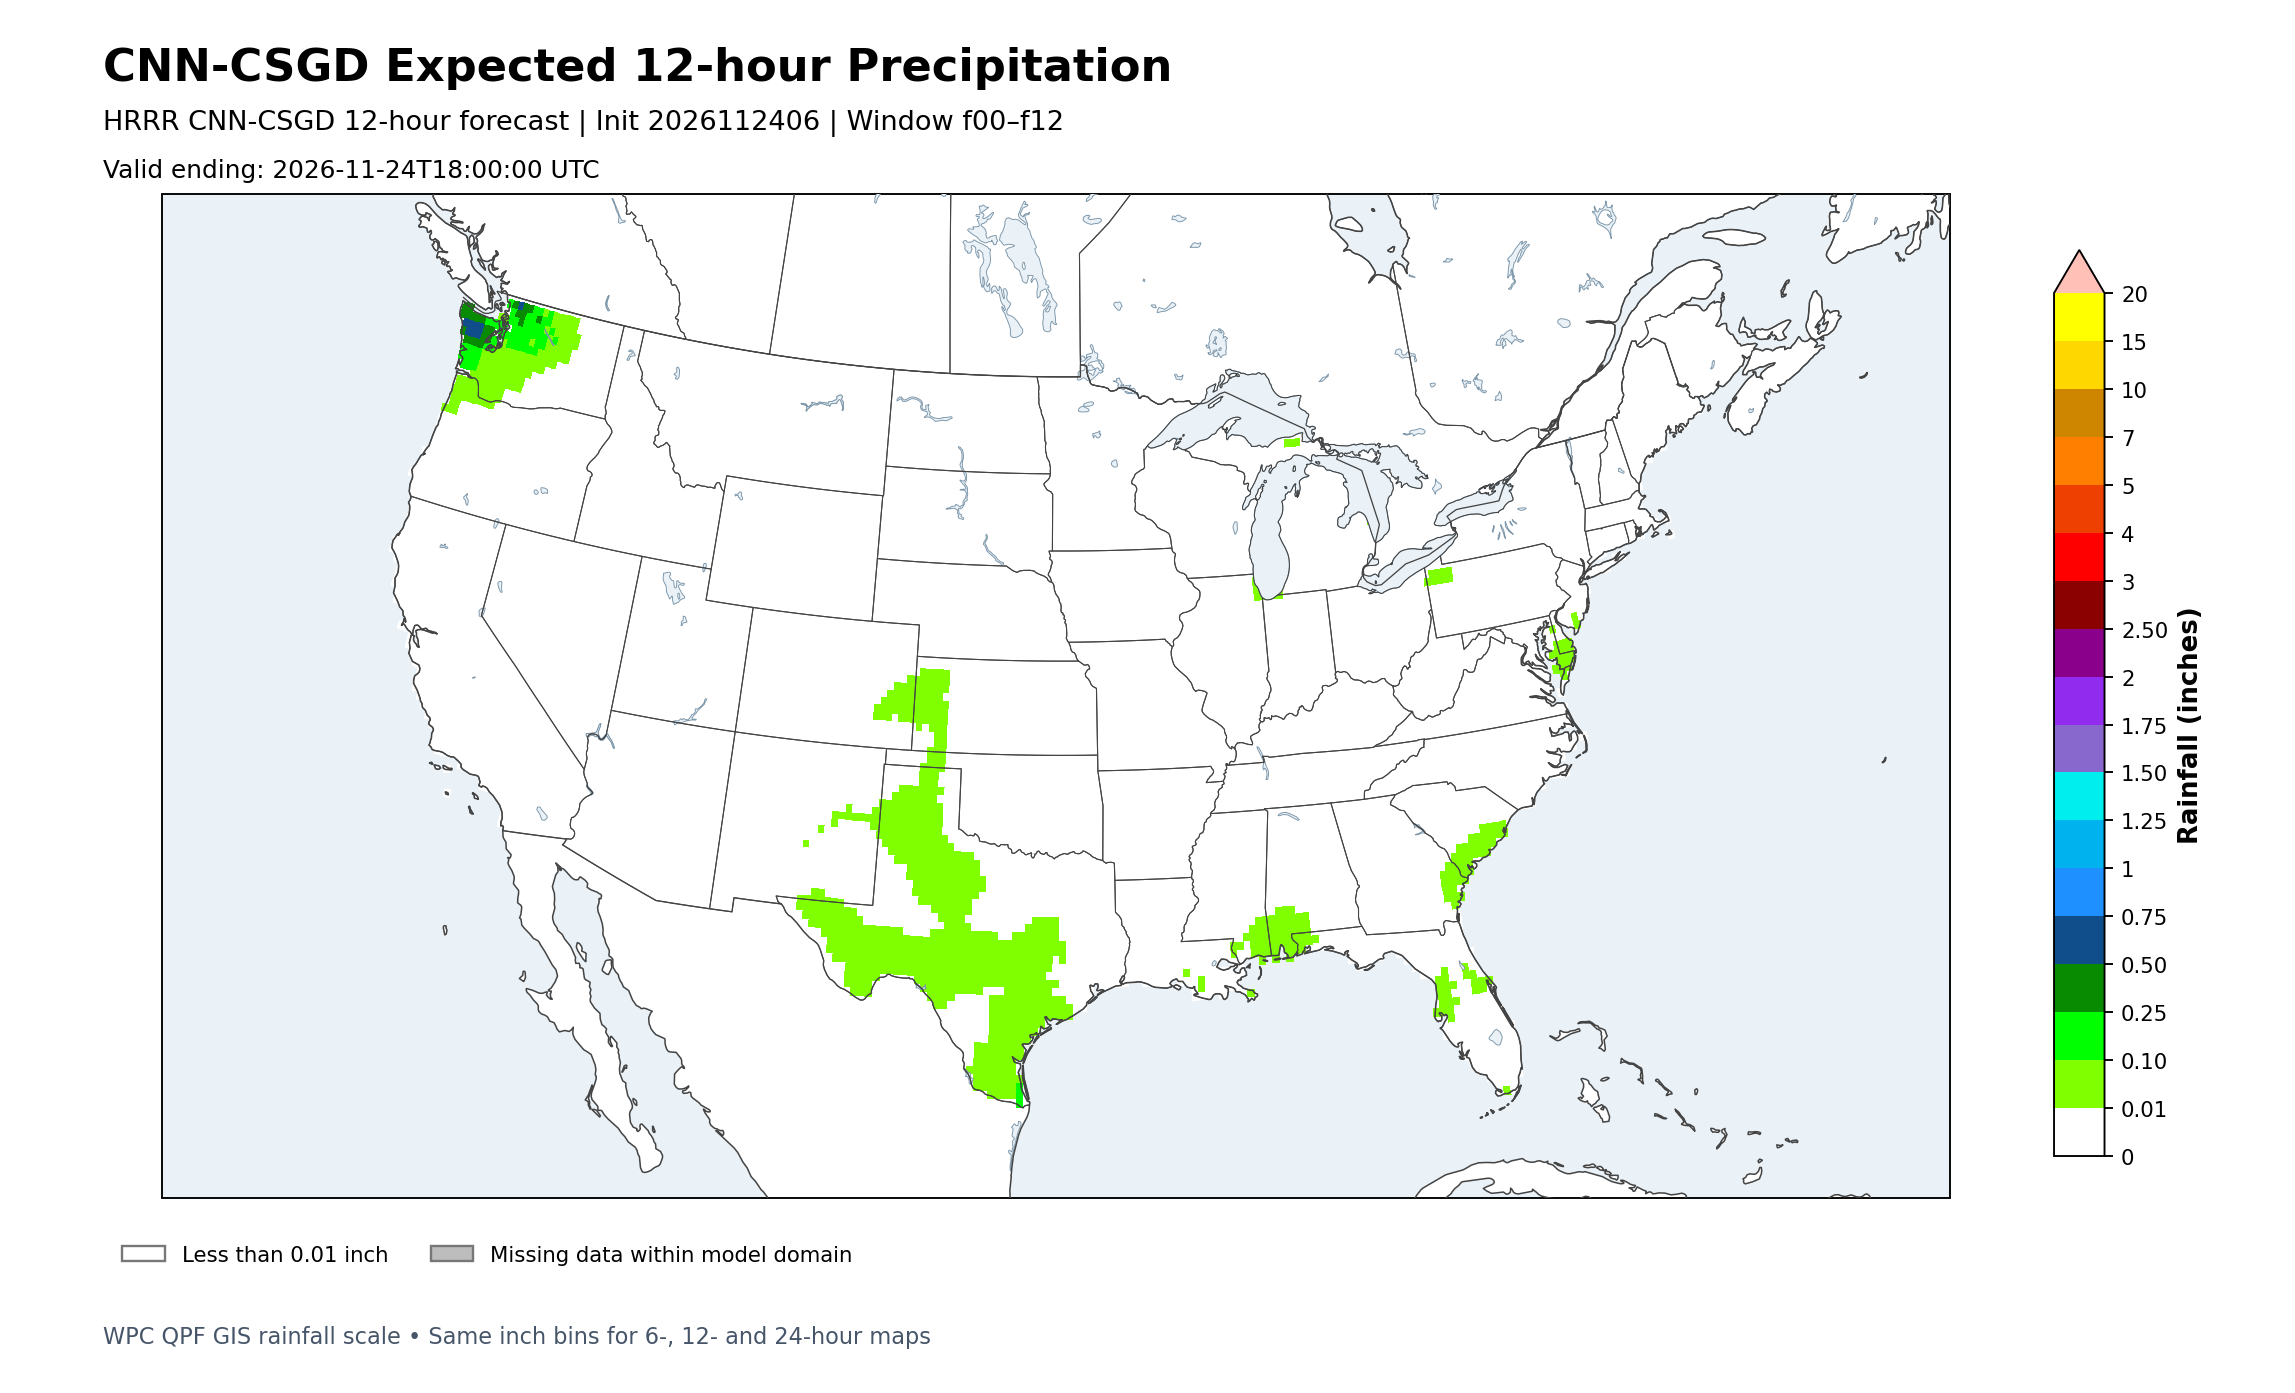 CNN-CSGD Expected 12-hour Precipitation
HRRR CNN-CSGD 12-hour forecast | Init 2026112406 | Window f00–f12
Valid ending: 2026-11-24T18:00:00 UTC
20
15
10
7
5
4
3
2.50
2
1.75
1.50
1.25
1
0.75
0.50
0.25
0.10
0.01
0
Rainfall (inches)
Less than 0.01 inch
Missing data within model domain
WPC QPF GIS rainfall scale • Same inch bins for 6-, 12- and 24-hour maps